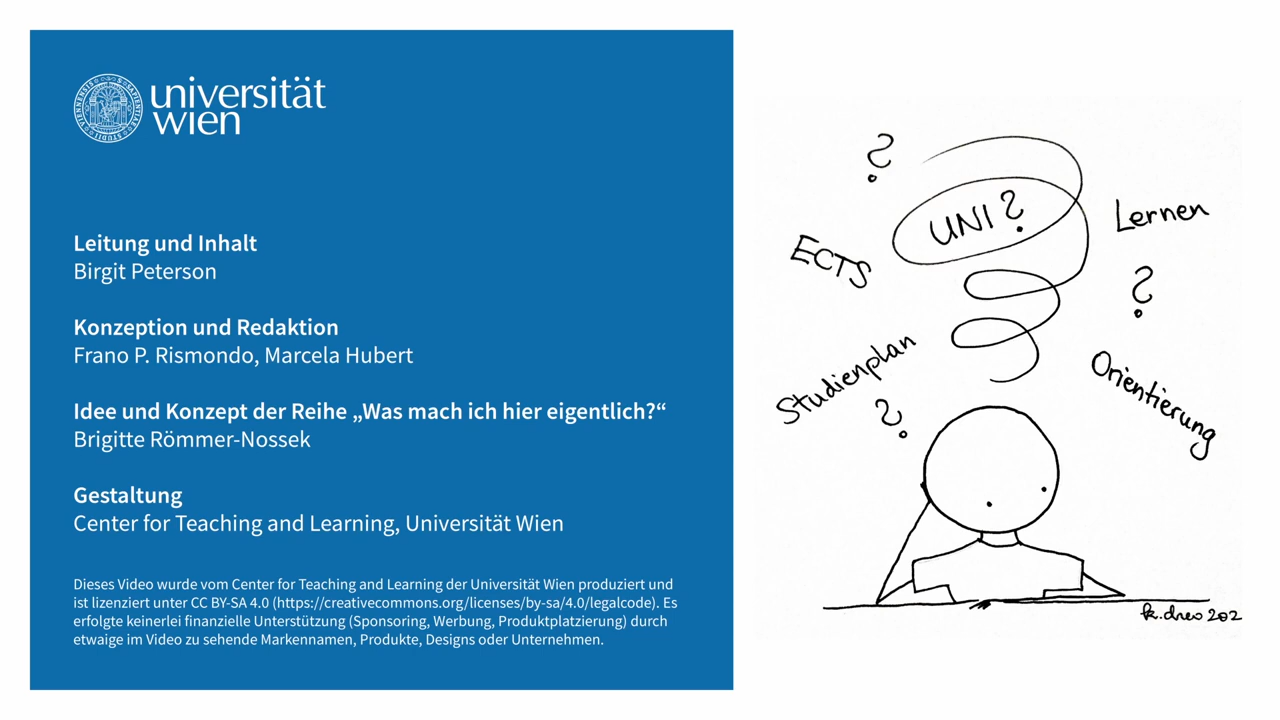 universität
wien
Leitung und Inhalt
Birgit Peterson
Konzeption und Redaktion
Frano P. Rismondo, Marcela Hubert
Idee und Konzept der Reihe „Was mach ich hier eigentlich?“
Brigitte Römmer-Nossek
Gestaltung
Center for Teaching and Learning, Universität Wien
Dieses Video wurde vom Center for Teaching and Learning der Universität Wien produziert und
ist lizenziert unter CC BY-SA 4.0 (https://creativecommons.org/licenses/by-sa/4.0/legalcode). Es
erfolgte keinerlei finanzielle Unterstützung (Sponsoring, Werbung, Produktplatzierung) durch
etwaige im Video zu sehende Markennamen, Produkte, Designs oder Unternehmen.
?
UNI?
Lernen
ECTS
?
Studienplan
?
Orientierung